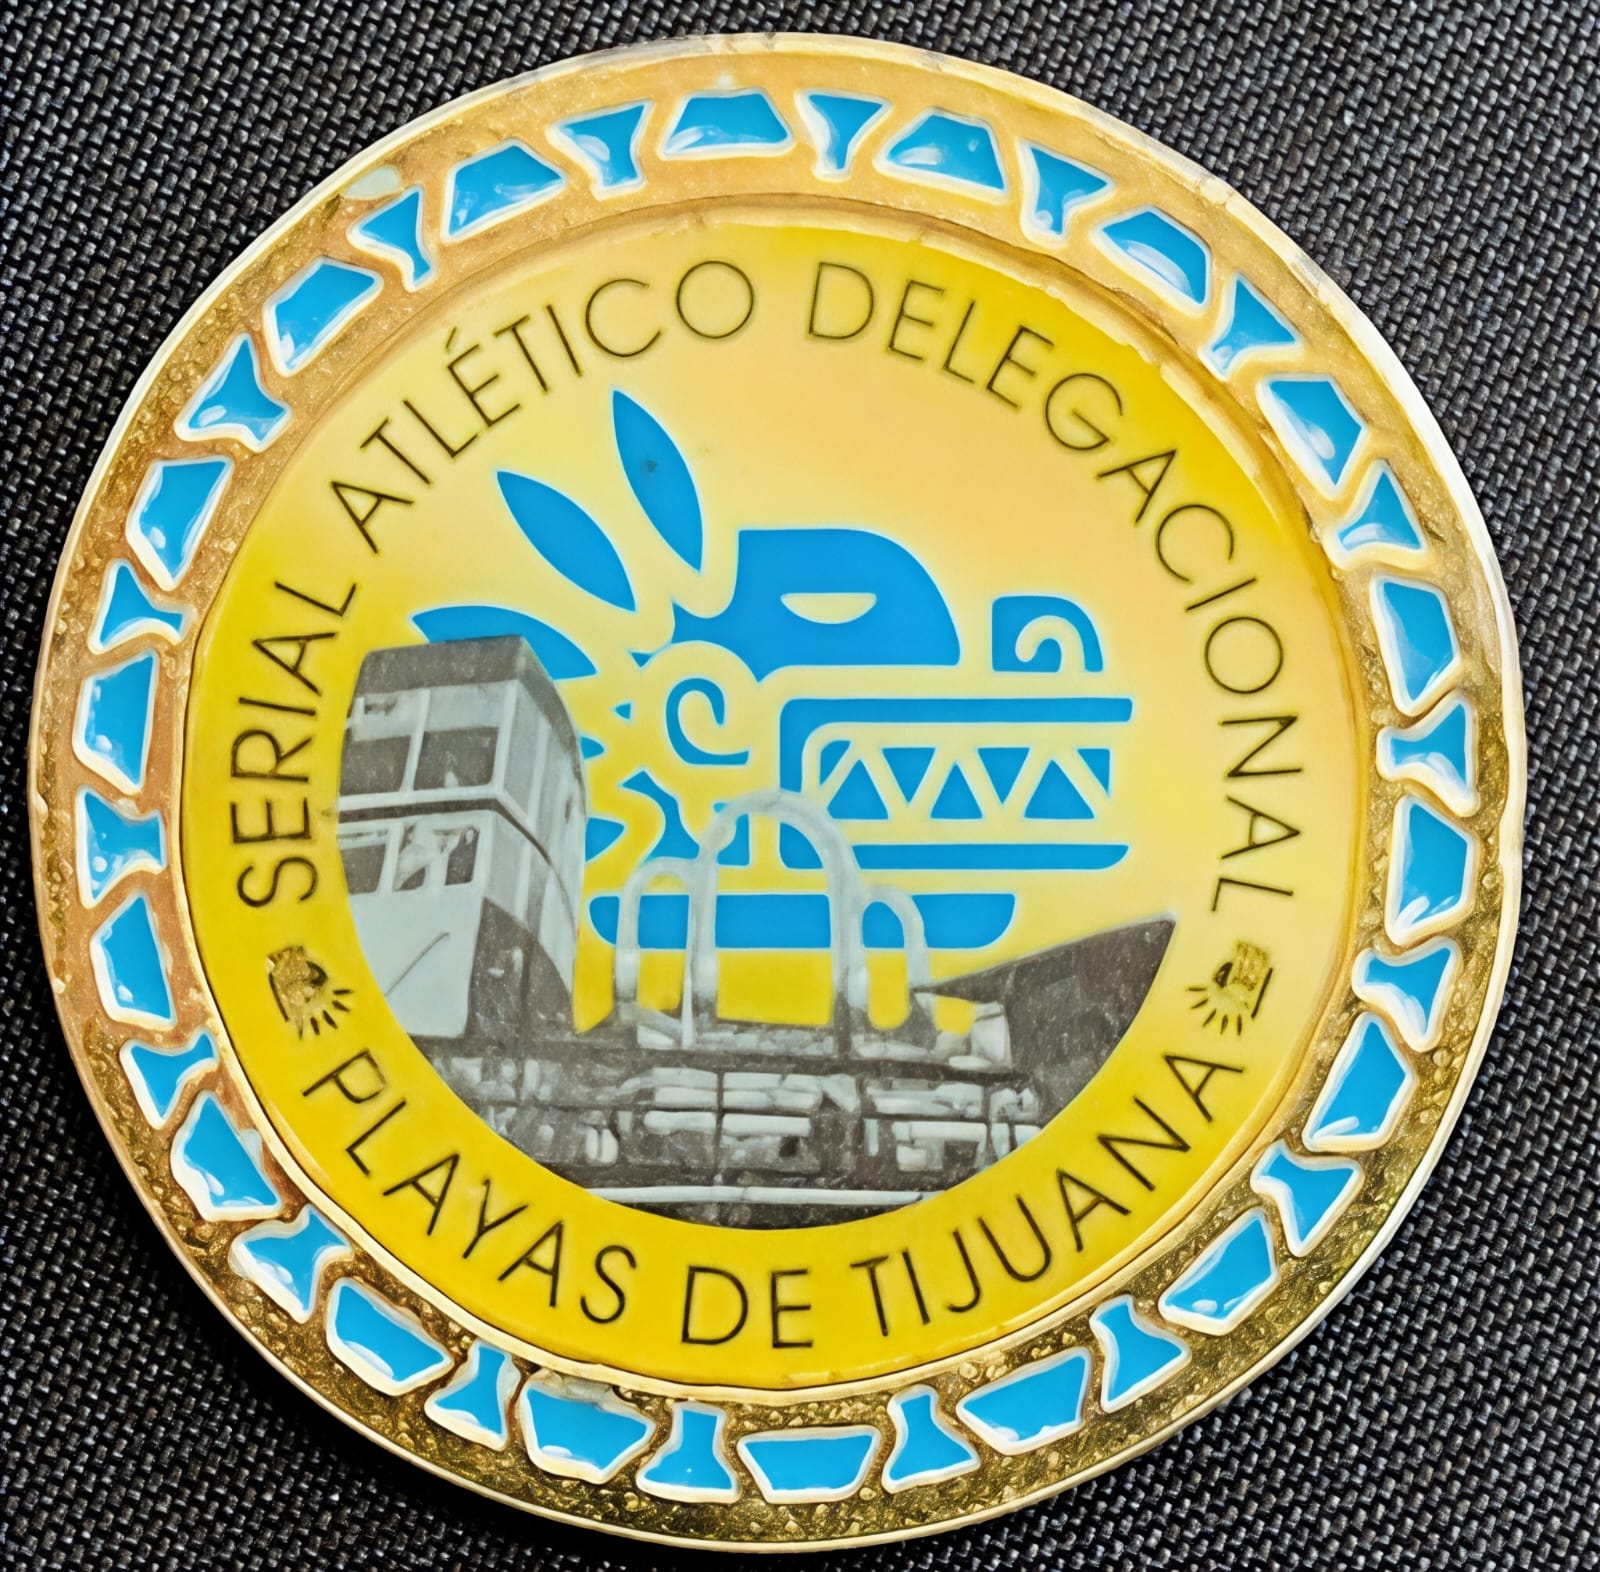 SERIAL ATLÉTICO DELEGACIONAL
PLAYAS DE TIJUANA